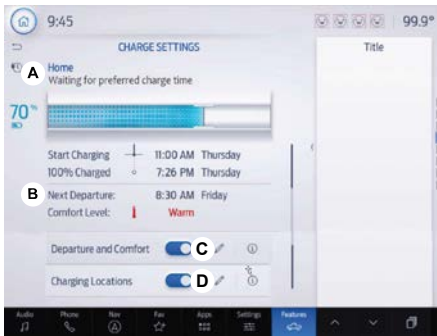 9:45
99.9°
CHARGE SETTINGS
Title
A
Home
Waiting for preferred charge time
70%
Start Charging 11:00 AM Thursday
100% Charged 7:26 PM Thursday
B
Next Departure: 8:30 AM Friday
Comfort Level: Warm
Departure and Comfort C
Charging Locations D
Audio Phone Nav Fav Apps Settings Features